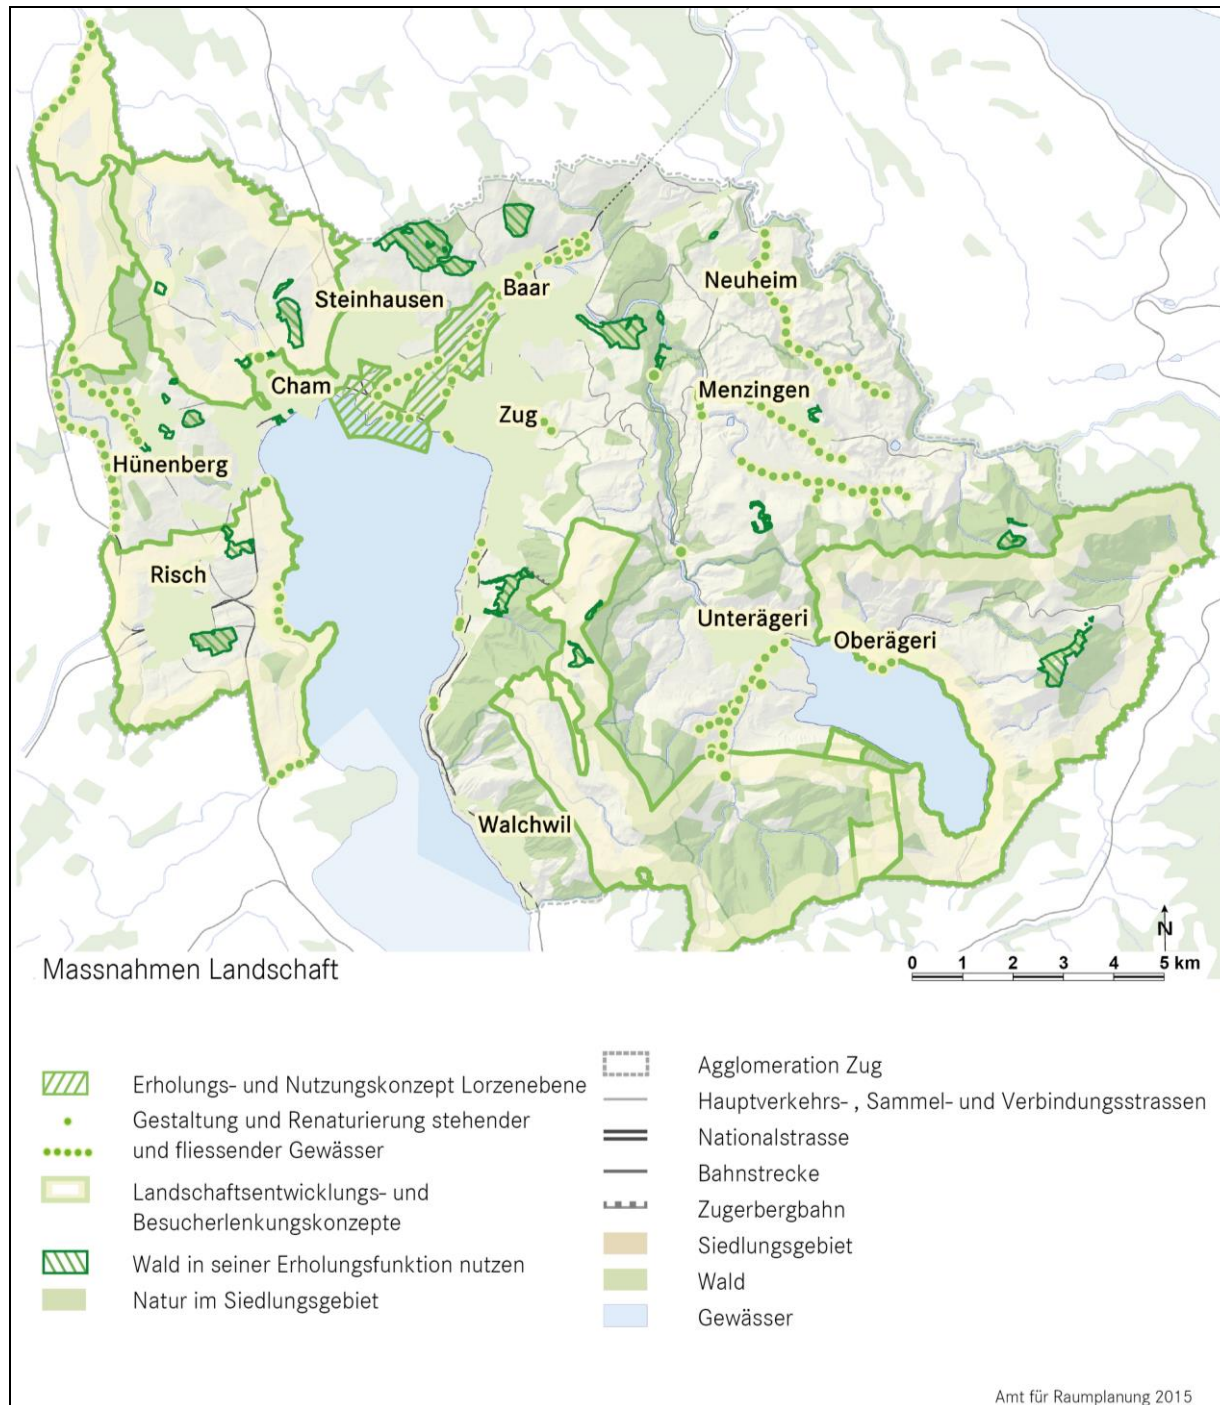 Neuheim
Steinhausen
Baar
Cham
Menzingen
Zug
Hünenberg
Risch
Unterägeri
Oberägeri
Walchwil
N
0 1 2 3 4 5 km
Massnahmen Landschaft
Erholungs- und Nutzungskonzept Lorzenebene
Gestaltung und Renaturierung stehender
und fliessender Gewässer
Landschaftsentwicklungs- und
Besucherlenkungskonzepte
Wald in seiner Erholungsfunktion nutzen
Natur im Siedlungsgebiet
Agglomeration Zug
Hauptverkehrs- , Sammel- und Verbindungsstrassen
Nationalstrasse
Bahnstrecke
Zugerbergbahn
Siedlungsgebiet
Wald
Gewässer
Amt für Raumplanung 2015